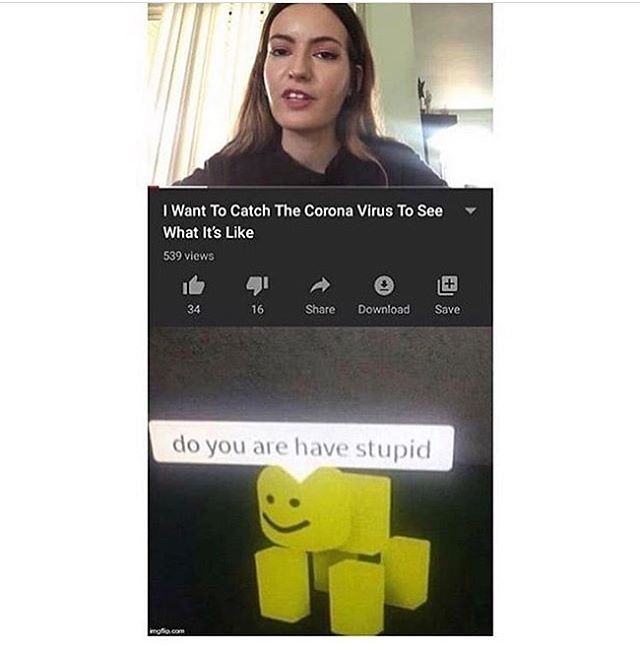 I Want To Catch The Corona Virus To See
What It's Like
539 views
34
16
Share
Download
Save
do you are have stupid
imgflip.com